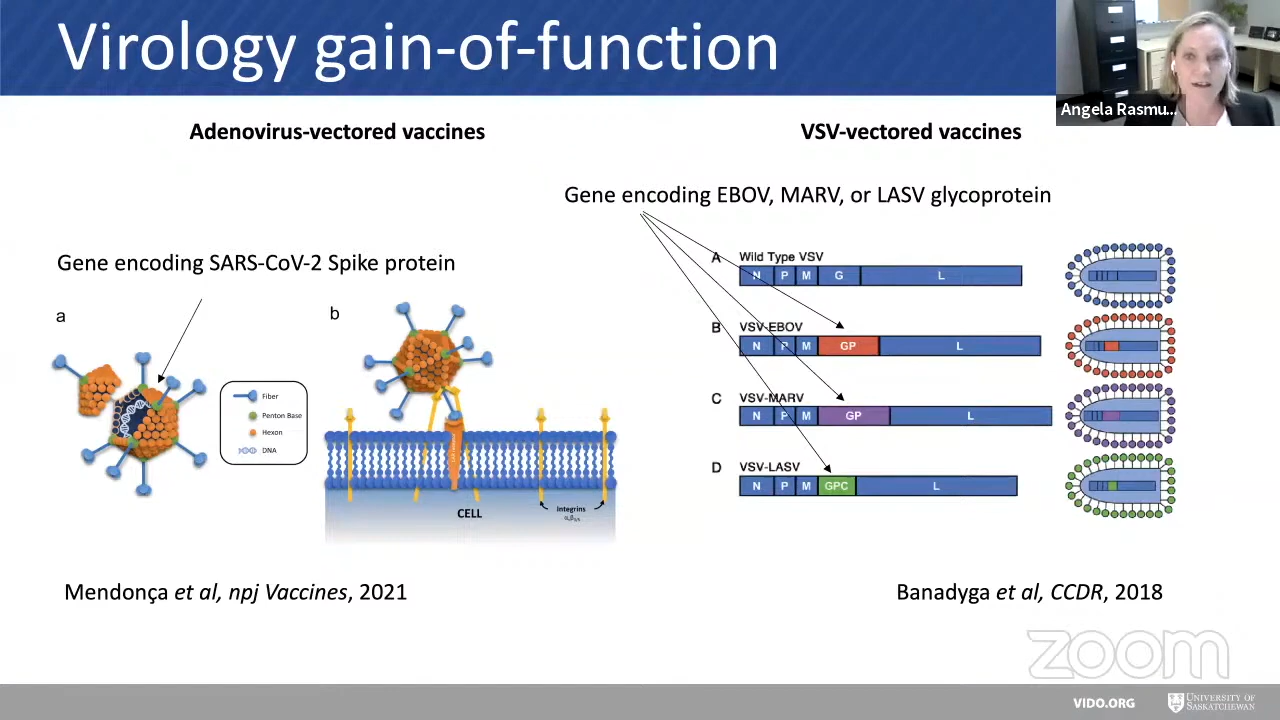 Virology gain-of-function
Angela Rasmu...
Adenovirus-vectored vaccines
VSV-vectored vaccines
Gene encoding EBOV, MARV, or LASV glycoprotein
Gene encoding SARS-CoV-2 Spike protein
a
b
Fiber
Penton Base
Hexon
DNA
CELL
Integrins
A
Wild Type VSV
N P M G L
B
VSV-EBOV
N P M GP L
C
VSV-MARV
N P M GP L
D
VSV-LASV
N P M GPC L
Mendonça et al, npj Vaccines, 2021
Banadyga et al, CCDR, 2018
zoom
VIDO.ORG
UNIVERSITY OF
SASKATCHEWAN